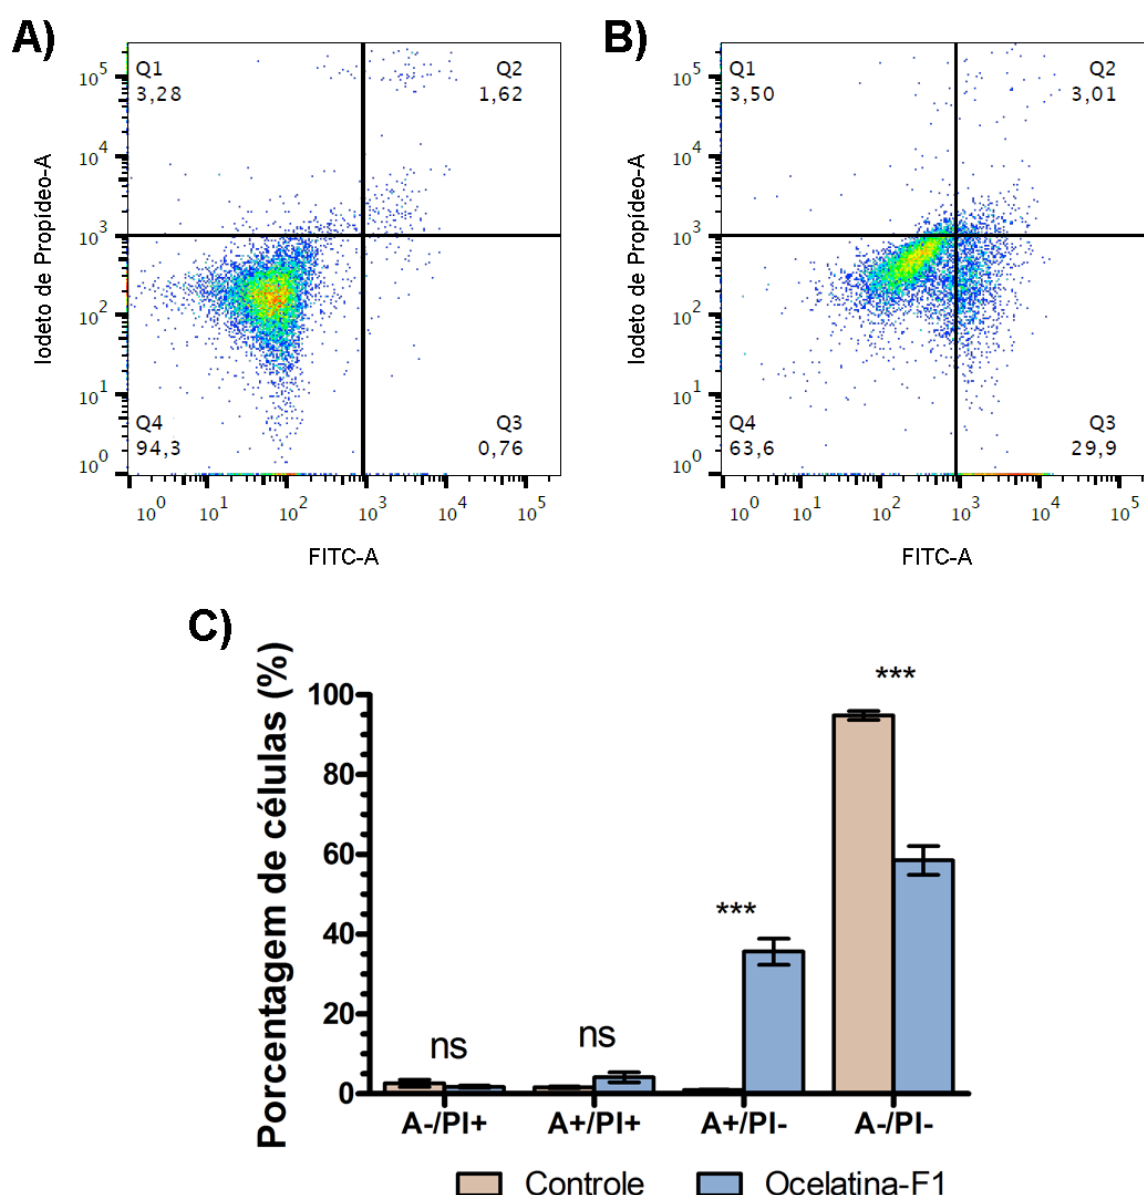 A)
Iodeto de Propídeo-A
10^5
10^4
10^3
10^2
10^1
10^0
Q1
3,28
Q2
1,62
Q4
94,3
Q3
0,76
10^0 10^1 10^2 10^3 10^4 10^5
FITC-A
B)
Iodeto de Propídeo-A
10^5
10^4
10^3
10^2
10^1
10^0
Q1
3,50
Q2
3,01
Q4
63,6
Q3
29,9
10^0 10^1 10^2 10^3 10^4 10^5
FITC-A
C)
Porcentagem de células (%)
100
80
60
40
20
0
ns
ns
***
***
A-/PI+ A+/PI+ A+/PI- A-/PI-
Controle Ocelatina-F1